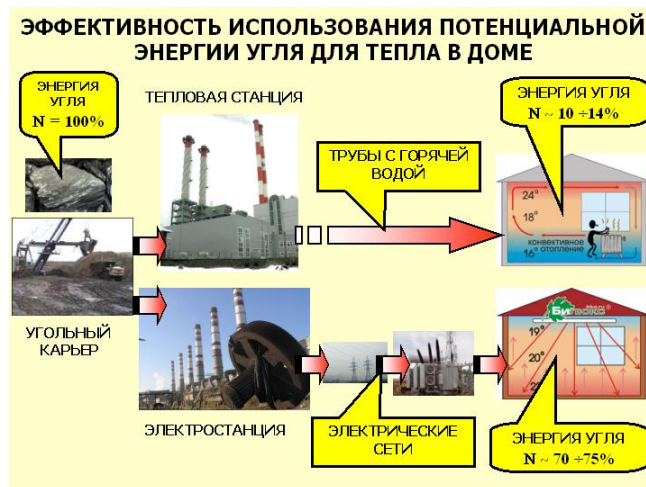 ЭФФЕКТИВНОСТЬ ИСПОЛЬЗОВАНИЯ ПОТЕНЦИАЛЬНОЙ
ЭНЕРГИИ УГЛЯ ДЛЯ ТЕПЛА В ДОМЕ
ЭНЕРГИЯ
УГЛЯ
N = 100%
ТЕПЛОВАЯ СТАНЦИЯ
ЭНЕРГИЯ УГЛЯ
N ~ 10 ÷14%
ТРУБЫ С ГОРЯЧЕЙ
ВОДОЙ
24°
18°
конвективное
16° отопление
УГОЛЬНЫЙ
КАРЬЕР
19°
20°
ЭЛЕКТРОСТАНЦИЯ
ЭЛЕКТРИЧЕСКИЕ
СЕТИ
ЭНЕРГИЯ УГЛЯ
N ~ 70 ÷75%